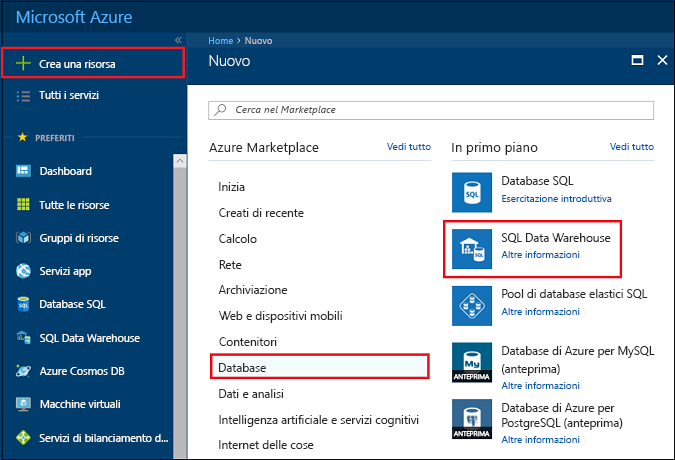 Microsoft Azure
Crea una risorsa
Tutti i servizi
PREFERITI
Dashboard
Tutte le risorse
Gruppi di risorse
Servizi app
Database SQL
SQL Data Warehouse
Azure Cosmos DB
Macchine virtuali
Servizi di bilanciamento d...
Home > Nuovo
Nuovo
Cerca nel Marketplace
Azure Marketplace Vedi tutto
Inizia
Creati di recente
Calcolo
Rete
Archiviazione
Web e dispositivi mobili
Contenitori
Database
Dati e analisi
Intelligenza artificiale e servizi cognitivi
Internet delle cose
In primo piano Vedi tutto
SQL
Database SQL
Esercitazione introduttiva
SQL
SQL Data Warehouse
Altre informazioni
Pool di database elastici SQL
Altre informazioni
My
ANTEPRIMA
Database di Azure per MySQL
(anteprima)
Altre informazioni
ANTEPRIMA
Database di Azure per
PostgreSQL (anteprima)
Altre informazioni